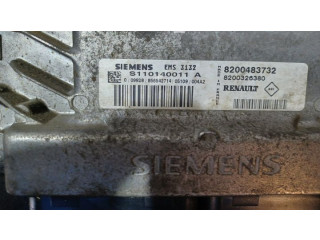 SIEMENS EMS 3132
S110140011 A
8200483732
8200326380
RENAULT
SIEMENS